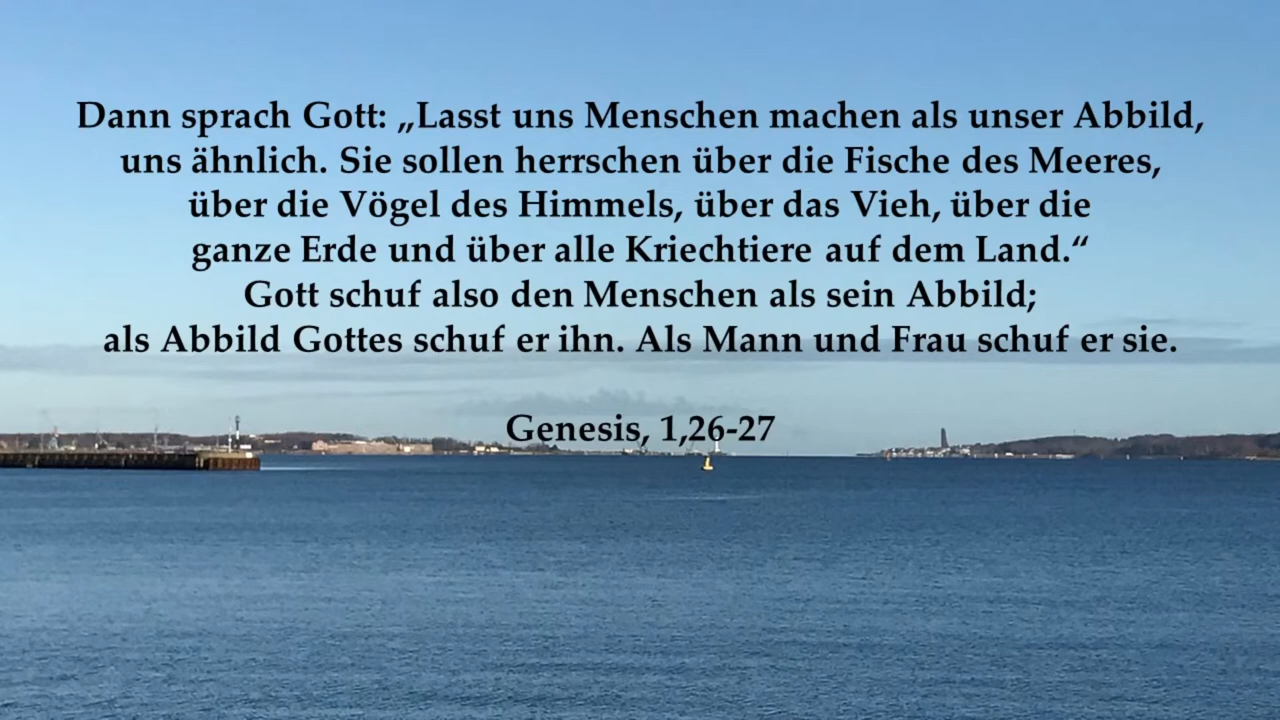 Dann sprach Gott: „Lasst uns Menschen machen als unser Abbild,
uns ähnlich. Sie sollen herrschen über die Fische des Meeres,
über die Vögel des Himmels, über das Vieh, über die
ganze Erde und über alle Kriechtiere auf dem Land.“
Gott schuf also den Menschen als sein Abbild;
als Abbild Gottes schuf er ihn. Als Mann und Frau schuf er sie.
Genesis, 1,26-27